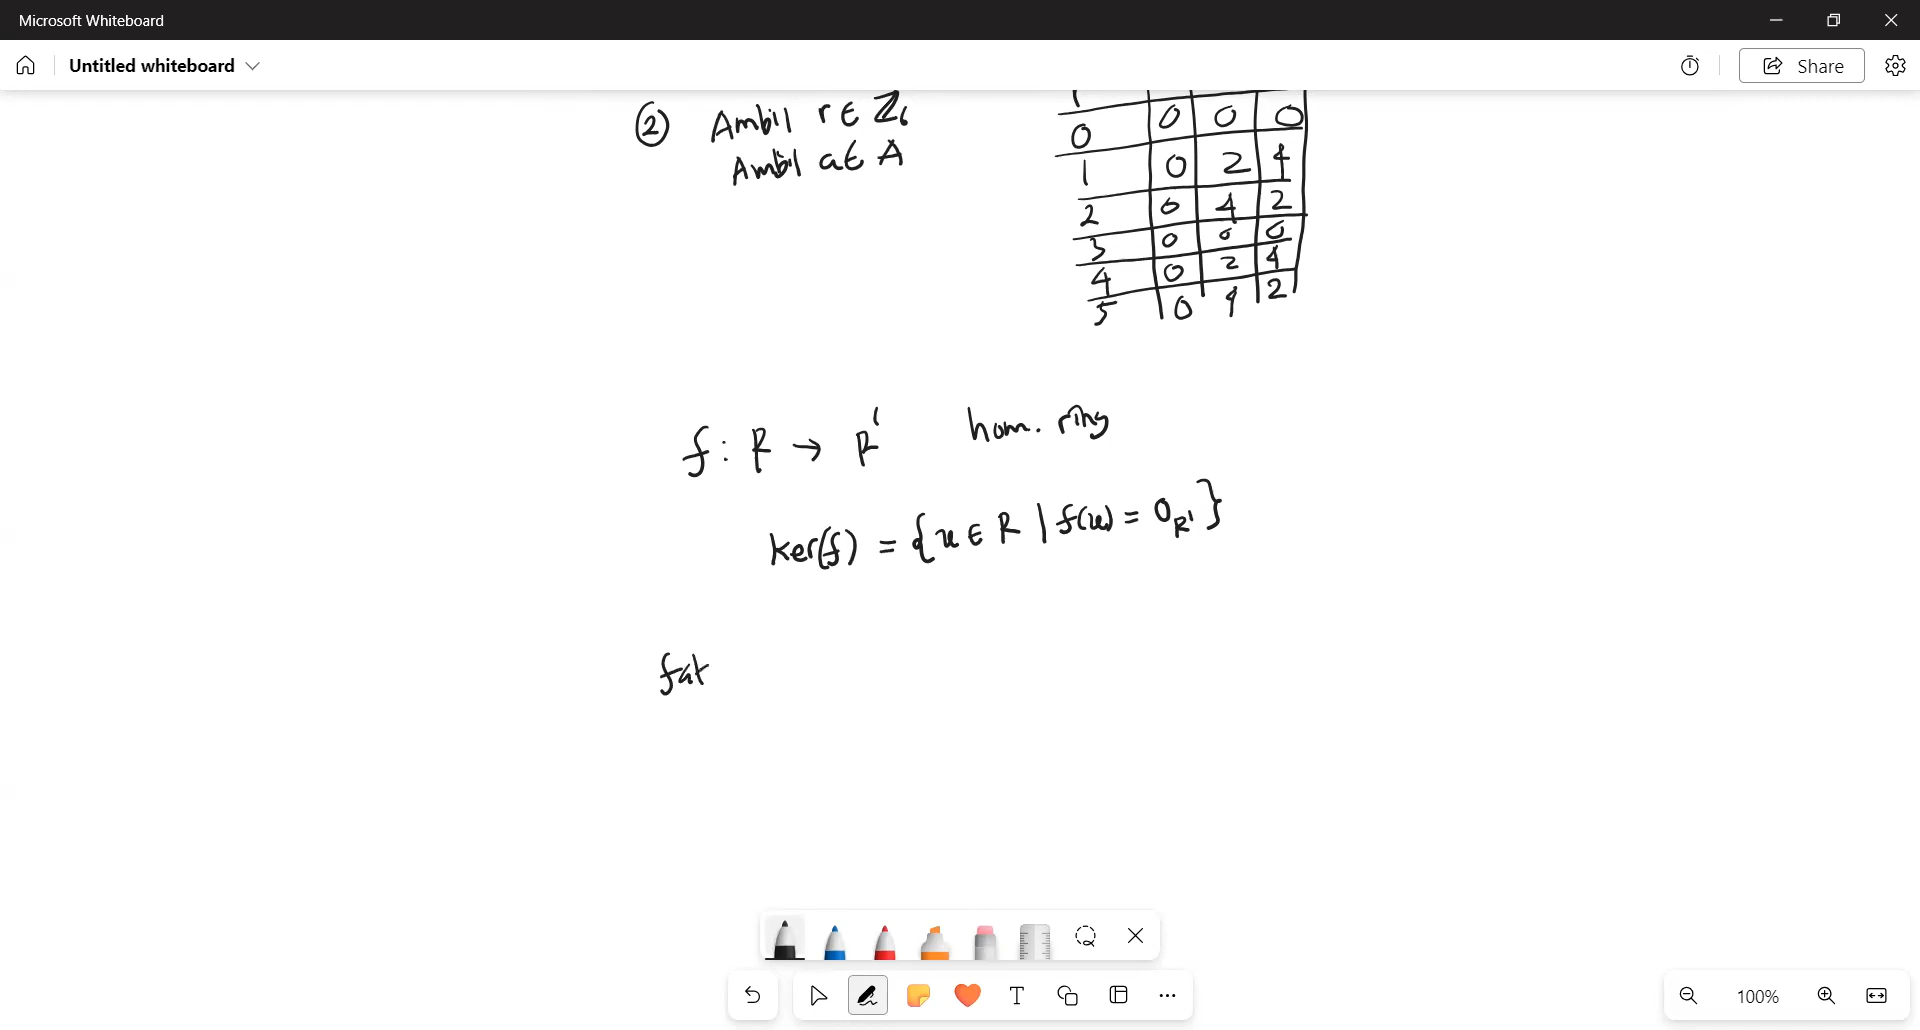 Microsoft Whiteboard
Untitled whiteboard
Share
② Ambil r ∈ ℤ₆
Ambil a ∈ A
0 0 0 0
1 0 2 4
2 0 4 2
3 0 0 0
4 0 2 4
5 0 4 2
f : R → R' hom. ring
Ker(f) = {x ∈ R | f(x) = 0_R'}
fat
100%